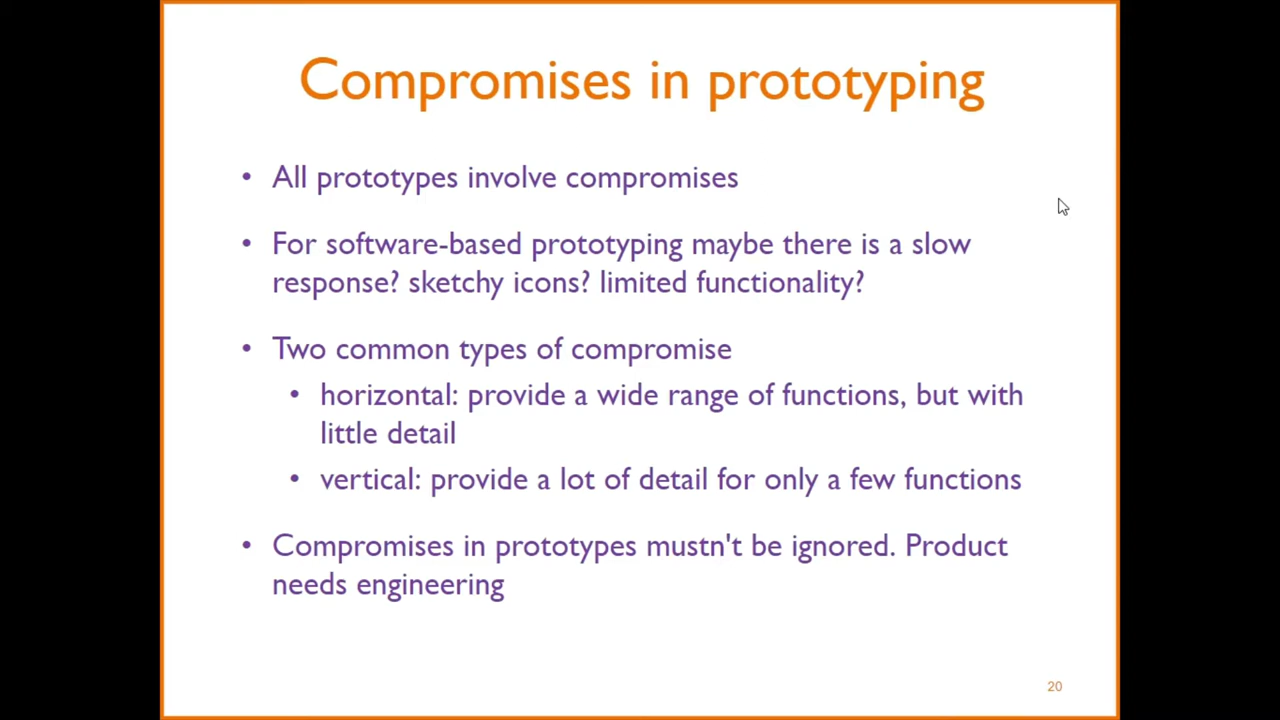 Compromises in prototyping
• All prototypes involve compromises
• For software-based prototyping maybe there is a slow
response? sketchy icons? limited functionality?
• Two common types of compromise
• horizontal: provide a wide range of functions, but with
little detail
• vertical: provide a lot of detail for only a few functions
• Compromises in prototypes mustn't be ignored. Product
needs engineering
20